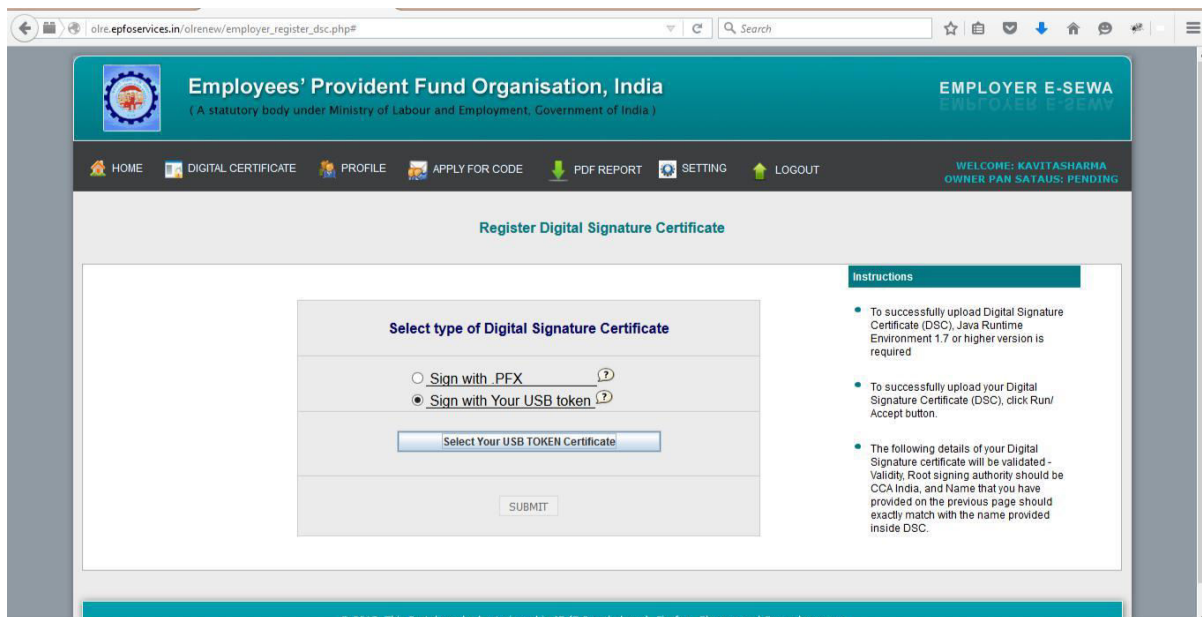 olre.epfoservices.in/olrenew/employer_register_dsc.php#
Search
Employees' Provident Fund Organisation, India
( A statutory body under Ministry of Labour and Employment, Government of India )
EMPLOYER E-SEWA
HOME DIGITAL CERTIFICATE PROFILE APPLY FOR CODE PDF REPORT SETTING LOGOUT
WELCOME: KAVITASHARMA
OWNER PAN SATAUS: PENDING
Register Digital Signature Certificate
Select type of Digital Signature Certificate
Sign with .PFX
Sign with Your USB token
Select Your USB TOKEN Certificate
SUBMIT
Instructions
To successfully upload Digital Signature
Certificate (DSC), Java Runtime
Environment 1.7 or higher version is
required
To successfully upload your Digital
Signature Certificate (DSC), click Run/
Accept button.
The following details of your Digital
Signature certificate will be validated -
Validity, Root signing authority should be
CCA India, and Name that you have
provided on the previous page should
exactly match with the name provided
inside DSC.